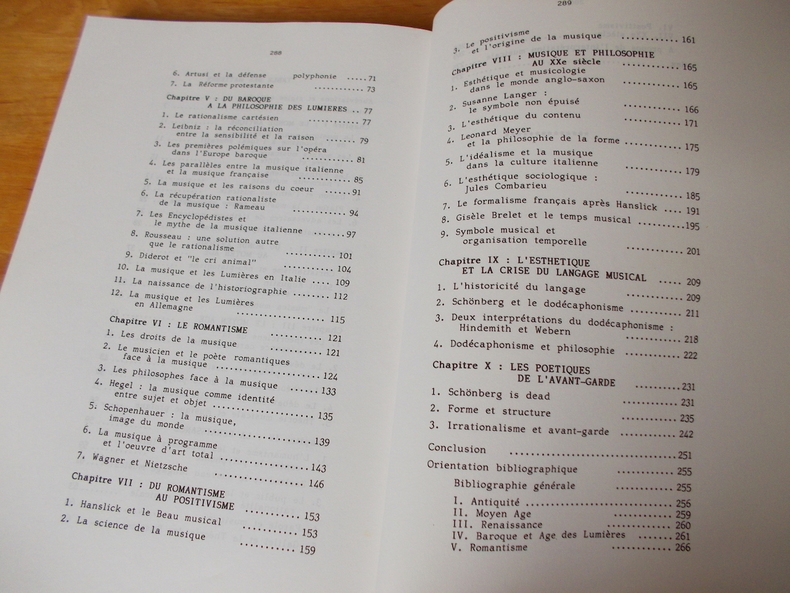 288
6. Artusi et la défense polyphonie .....71
7. La Réforme protestante ............73
Chapitre V : DU BAROQUE
A LA PHILOSOPHIE DES LUMIERES ..77
1. Le rationalisme cartésien ............77
2. Leibniz : la réconciliation
entre la sensibilité et la raison ........79
3. Les premières polémiques sur l'opéra
dans l'Europe baroque ............81
4. Les parallèles entre la musique italienne
et la musique française ............85
5. La musique et les raisons du coeur ......91
6. La récupération rationaliste
de la musique : Rameau ............94
7. Les Encyclopédistes et
le mythe de la musique italienne ......97
8. Rousseau : une solution autre
que le rationalisme ............101
9. Diderot et "le cri animal" ............104
10. La musique et les Lumières en Italie .... 109
11. La naissance de l'historiographie ........112
12. La musique et les Lumières
en Allemagne ............115
Chapitre VI : LE ROMANTISME ............121
1. Les droits de la musique ............121
2. Le musicien et le poète romantiques
face à la musique ............124
3. Les philosophes face à la musique ......133
4. Hegel : la musique comme identité
entre sujet et objet ............135
5. Schopenhauer : la musique,
image du monde ............139
6. La musique à programme
et l'oeuvre d'art total ............143
7. Wagner et Nietzsche ............146
Chapitre VII : DU ROMANTISME
AU POSITIVISME ............153
1. Hanslick et le Beau musical ............153
2. La science de la musique ............159
289
3. Le positivisme
et l'origine de la musique ............161
Chapitre VIII : MUSIQUE ET PHILOSOPHIE
AU XXe siècle ............165
1. Esthétique et musicologie
dans le monde anglo-saxon ............165
2. Susanne Langer :
le symbole non épuisé ............166
3. L'esthétique du contenu ............171
4. Leonard Meyer
et la philosophie de la forme ............175
5. L'idéalisme et la musique
dans la culture italienne ............179
6. L'esthétique sociologique :
Jules Combarieu ............185
7. Le formalisme français après Hanslick .... 191
8. Gisèle Brelet et le temps musical ........195
9. Symbole musical et
organisation temporelle ............201
Chapitre IX : L'ESTHETIQUE
ET LA CRISE DU LANGAGE MUSICAL ..... 209
1. L'historicité du langage ............209
2. Schönberg et le dodécaphonisme ............211
3. Deux interprétations du dodécaphonisme :
Hindemith et Webern ............218
4. Dodécaphonisme et philosophie ............222
Chapitre X : LES POETIQUES
DE L'AVANT-GARDE ............231
1. Schönberg is dead ............231
2. Forme et structure ............235
3. Irrationalisme et avant-garde ............242
Conclusion ............251
Orientation bibliographique ............255
Bibliographie générale ............255
I. Antiquité ............256
II. Moyen Age ............259
III. Renaissance ............260
IV. Baroque et Age des Lumières .......261
V. Romantisme ............266